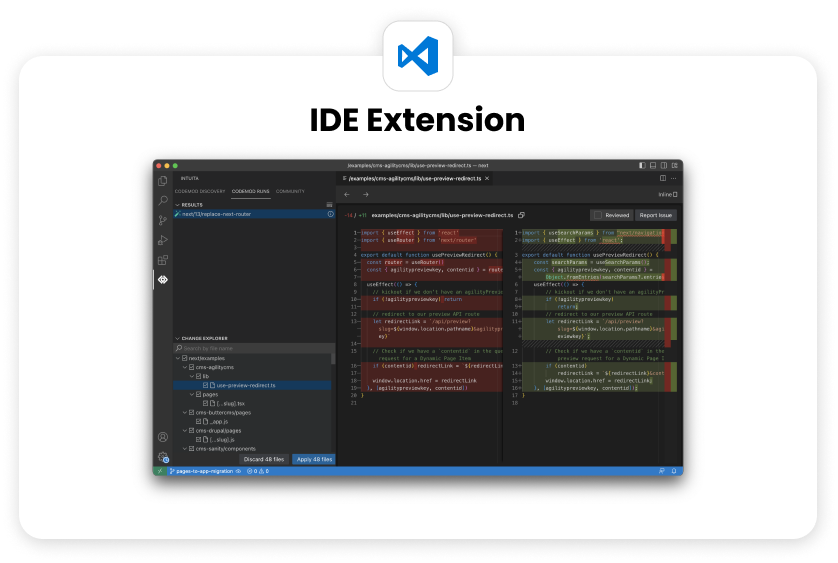 IDE Extension
/examples/cms-agilitycms/lib/use-preview-redirect.ts — next
INTUITA
CODEMOD DISCOVERY CODEMOD RUNS COMMUNITY
RESULTS
next/13/replace-next-router
CHANGE EXPLORER
Search by file name
next/examples
cms-agilitycms
lib
use-preview-redirect.ts
pages
[...slug].tsx
cms-buttercms/pages
_app.js
cms-drupal/pages
[...slug].js
cms-sanity/components
Discard 48 files Apply 48 files
/examples/cms-agilitycms/lib/use-preview-redirect.ts
Inline
-14 / +11 examples/cms-agilitycms/lib/use-preview-redirect.ts Reviewed Report Issue
1 import { useEffect } from 'react'
2 import { useRouter } from 'next/router'
3
4 export default function usePreviewRedirect() {
5 const router = useRouter()
6 const { agilitypreviewkey, contentid } = route
7
8 useEffect(() => {
9 // kickout if we don't have an agilityPrevie
10 if (!agilitypreviewkey) return
11
12 // redirect to our preview API route
13 let redirectLink = `/api/preview?
slug=${window.location.pathname}&agilityp
ey}`
14
15 // Check if we have a `contentid` in the que
request for a Dynamic Page Item
16 if (contentid) redirectLink = `${redirectLin
17
18 window.location.href = redirectLink
19 }, [agilitypreviewkey, contentid])
20 }
21
1 import { useSearchParams } from "next/navigation
2 import { useEffect } from 'react';
3 export default function usePreviewRedirect() {
4 const searchParams = useSearchParams();
5 const { agilitypreviewkey, contentid } =
Object.fromEntries(searchParams?.entrie
6 useEffect(() => {
7 // kickout if we don't have an agilityPr
8 if (!agilitypreviewkey)
9 return;
10 // redirect to our preview API route
11 let redirectLink = `/api/preview?
slug=${window.location.pathname}&agi
eviewkey}`;
12 // Check if we have a `contentid` in the
preview for a Dynamic Page I
13 if (contentid)
14 redirectLink = `${redirectLink}&cont
15 window.location.href = redirectLink;
16 }, [agilitypreviewkey, contentid]);
17 }
18
pages-to-app-migration 0 0